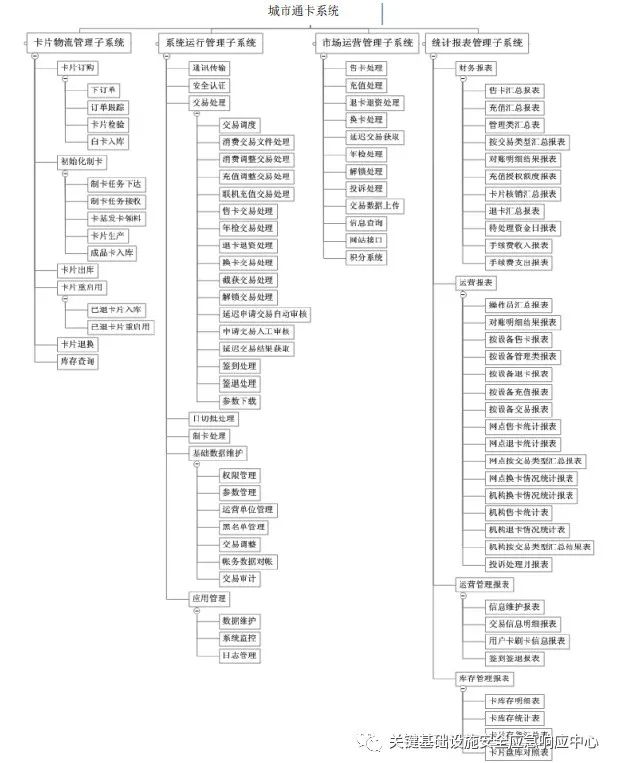 城市通卡系统
卡片物流管理子系统
卡片订购
下订单
订单跟踪
卡片检验
白卡入库
初始化制卡
制卡任务下达
制卡任务接收
卡基发卡领料
卡片生产
成品卡入库
卡片出库
卡片重启用
已退卡片入库
已退卡片重启用
卡片退换
库存查询
系统运行管理子系统
通讯传输
安全认证
交易处理
交易调度
消费交易文件处理
消费调整交易处理
充值调整交易处理
联机充值交易处理
售卡交易处理
年检交易处理
退卡退资处理
换卡交易处理
截获交易处理
解锁交易处理
延迟申请交易自动审核
申请交易人工审核
延迟交易结果获取
签到处理
签退处理
参数下载
日切批处理
制卡处理
基础数据维护
权限管理
参数管理
运营单位管理
黑名单管理
交易调整
帐务数据对帐
交易审计
应用管理
数据维护
系统监控
日志管理
市场运营管理子系统
售卡处理
充值处理
退卡退资处理
换卡处理
延迟交易获取
年检处理
解锁处理
投诉处理
交易数据上传
信息查询
网站接口
积分系统
统计报表管理子系统
财务报表
售卡汇总报表
充值汇总报表
管理类汇总报表
按交易类型汇总报表
对账明细结果报表
充值授权额度报表
卡片核销汇总报表
退卡汇总报表
待处理资金日报表
手续费收入报表
手续费支出报表
运营报表
操作员汇总报表
对账明细结果报表
按设备售卡报表
按设备管理类报表
按设备退卡报表
按设备充值报表
按设备交易报表
网点售卡统计报表
网点退卡统计报表
网点按交易类型汇总报表
网点换卡情况统计报表
机构换卡情况统计报表
机构售卡统计表
机构退卡情况统计表
机构按交易类型汇总结果表
投诉处理月报表
运营管理报表
信息维护报表
交易信息明细报表
用户卡刷卡信息报表
签到签退报表
库存管理报表
卡库存明细表
卡库存统计表
卡片盘库对照表
关键基础设施安全应急响应中心